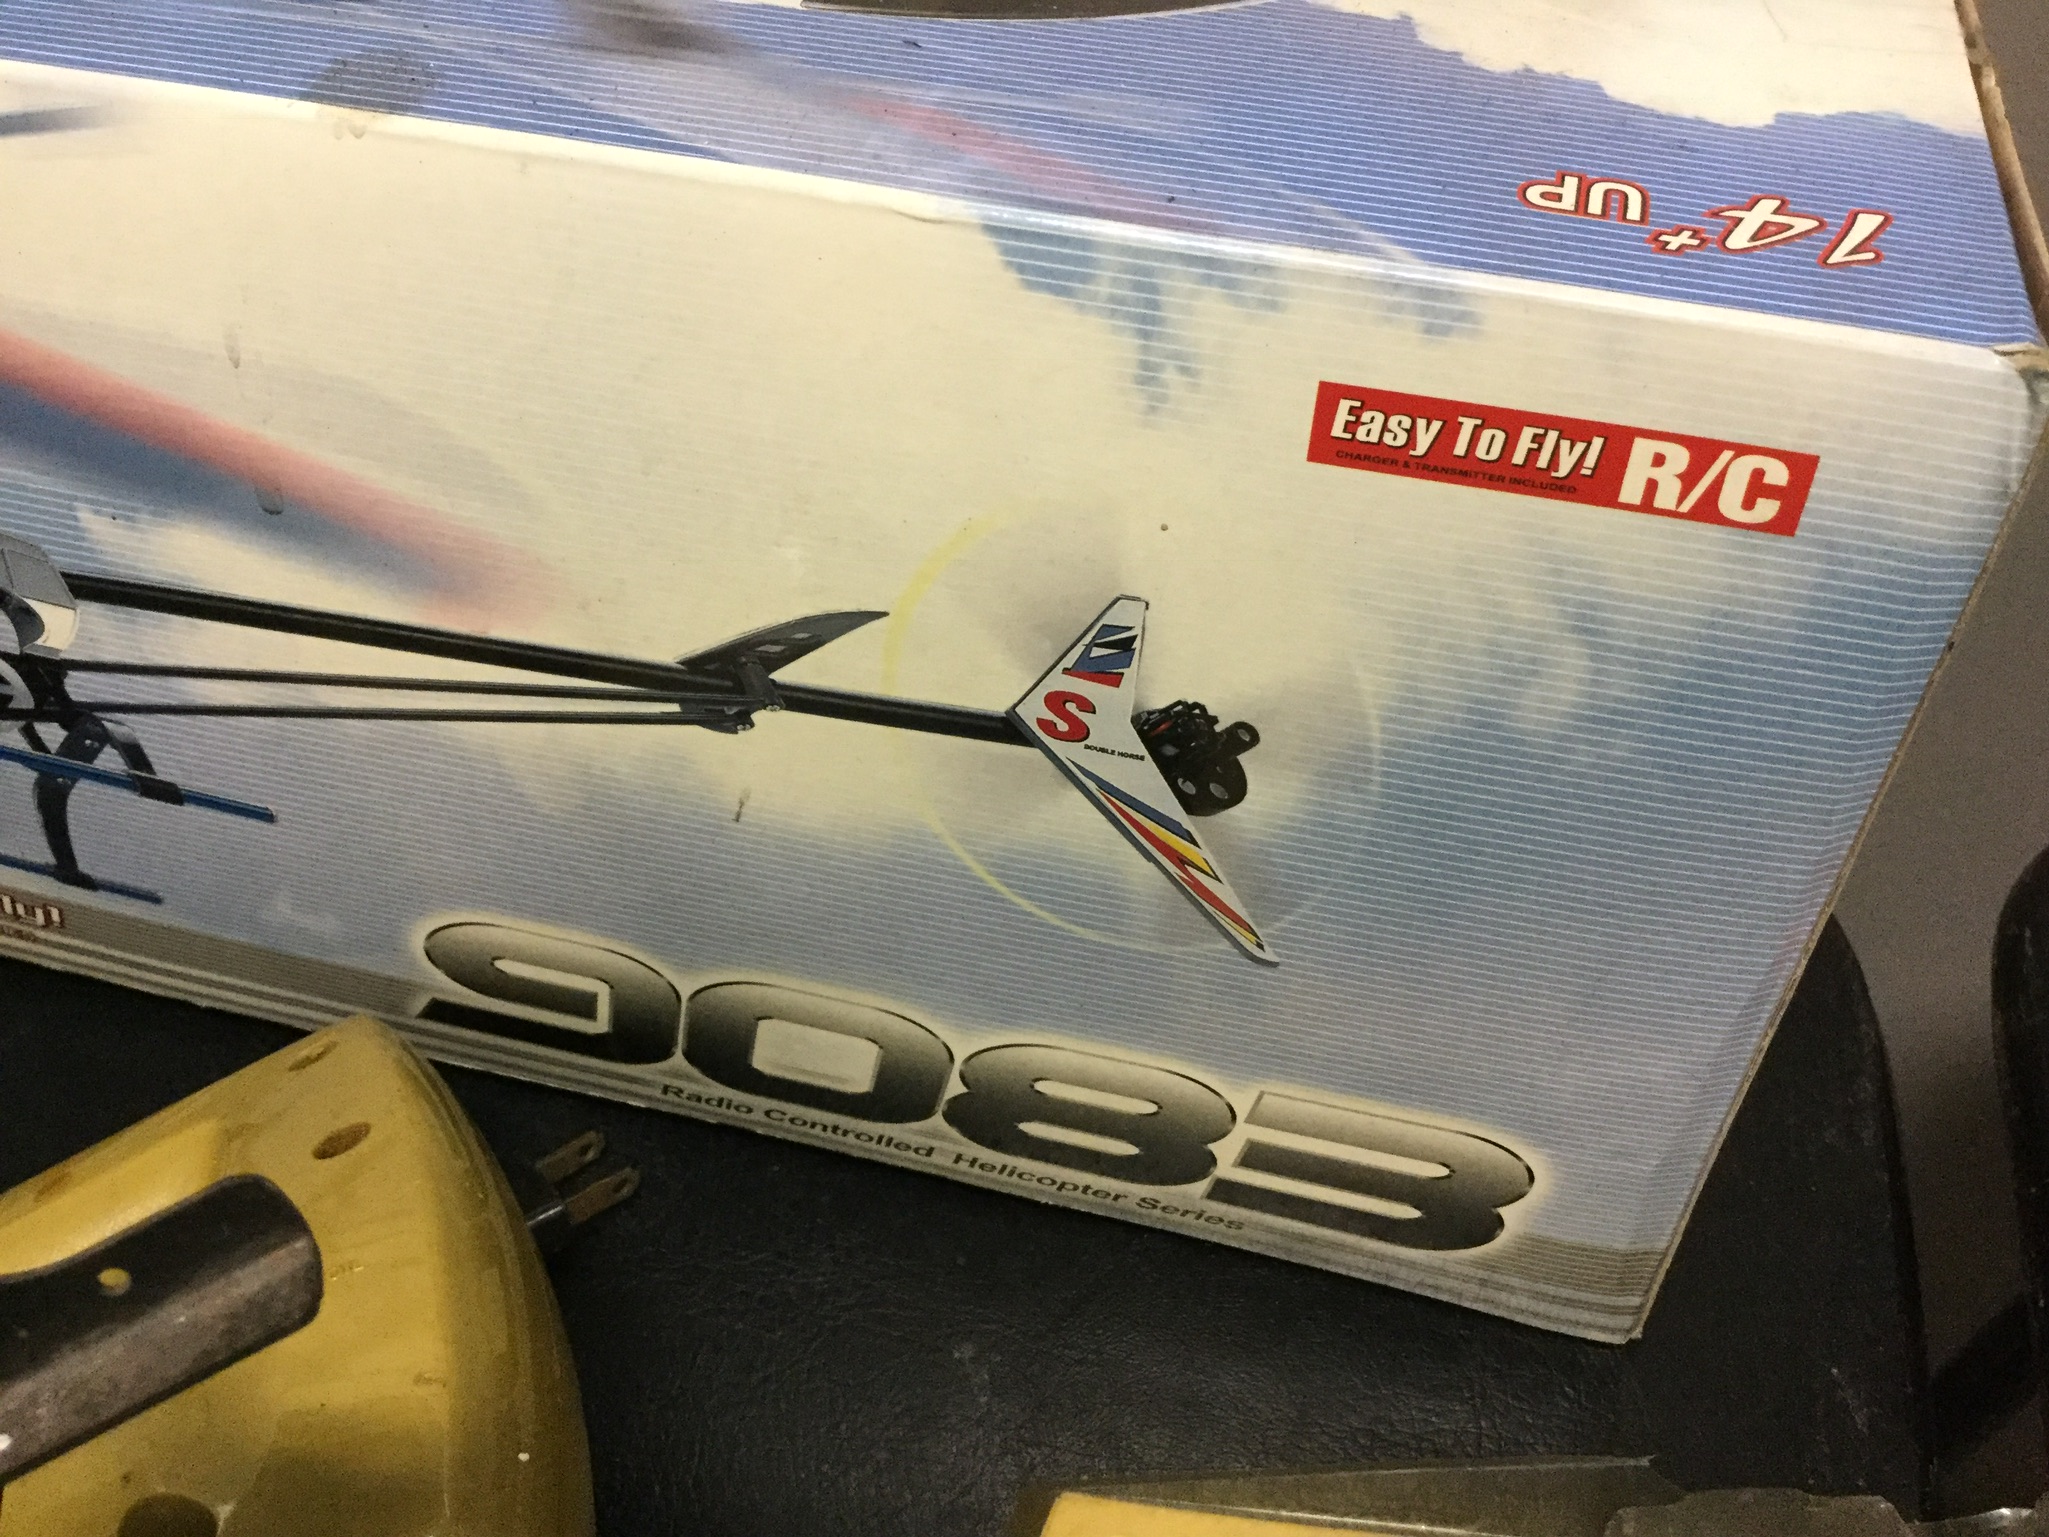 14+ UP
Easy To Fly! R/C
CHARGER & TRANSMITTER INCLUDED
S
DOUBLE HORSE
9083
Radio Controlled Helicopter Series